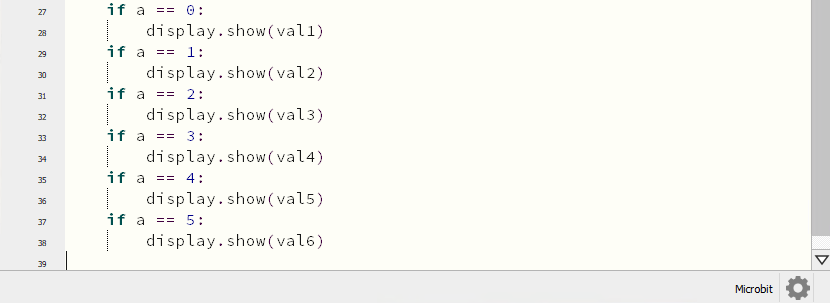 27 if a == 0:
28 display.show(val1)
29 if a == 1:
30 display.show(val2)
31 if a == 2:
32 display.show(val3)
33 if a == 3:
34 display.show(val4)
35 if a == 4:
36 display.show(val5)
37 if a == 5:
38 display.show(val6)
39
Microbit